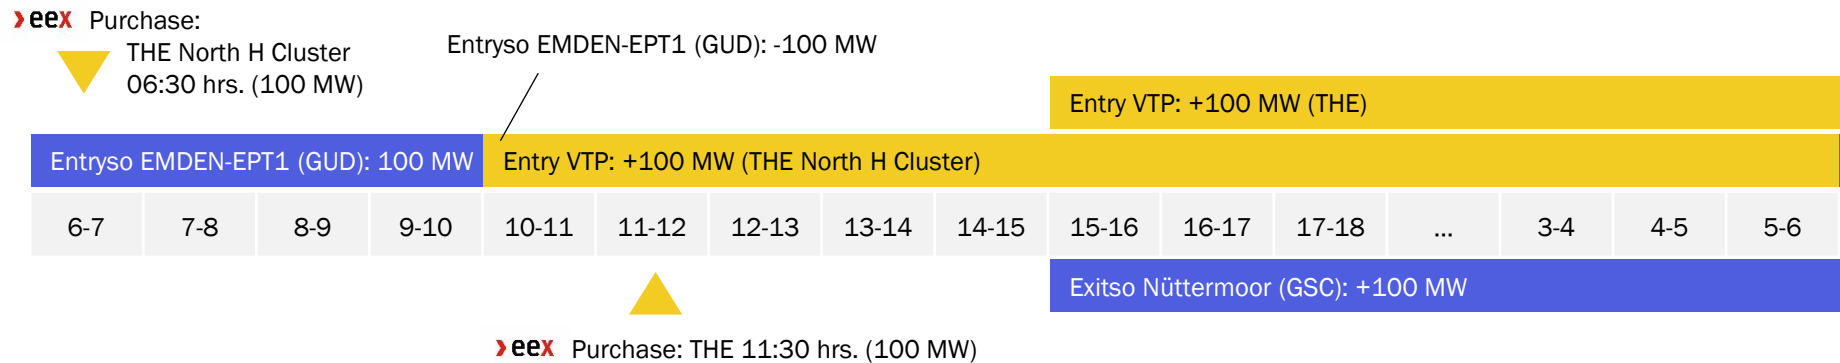 eex Purchase:
THE North H Cluster
06:30 hrs. (100 MW)
Entryso EMDEN-EPT1 (GUD): -100 MW
Entry VTP: +100 MW (THE)
Entryso EMDEN-EPT1 (GUD): 100 MW
Entry VTP: +100 MW (THE North H Cluster)
6-7 7-8 8-9 9-10 10-11 11-12 12-13 13-14 14-15 15-16 16-17 17-18 ... 3-4 4-5 5-6
Exitso Nüttermoor (GSC): +100 MW
eex Purchase: THE 11:30 hrs. (100 MW)